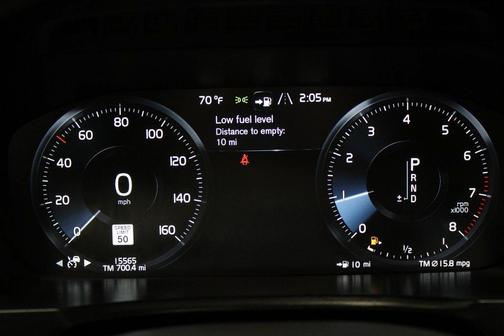 70 °F 2:05 PM
Low fuel level
Distance to empty:
10 mi
0 20 40 60 80 100 120 140 160
0
mph
SPEED
LIMIT
50
15565
TM 700.4 mi
0 1 2 3 4 5 6 7 8
P
R
N
± D
rpm
x1000
1/2
10 mi
TM Ø 15.8 mpg